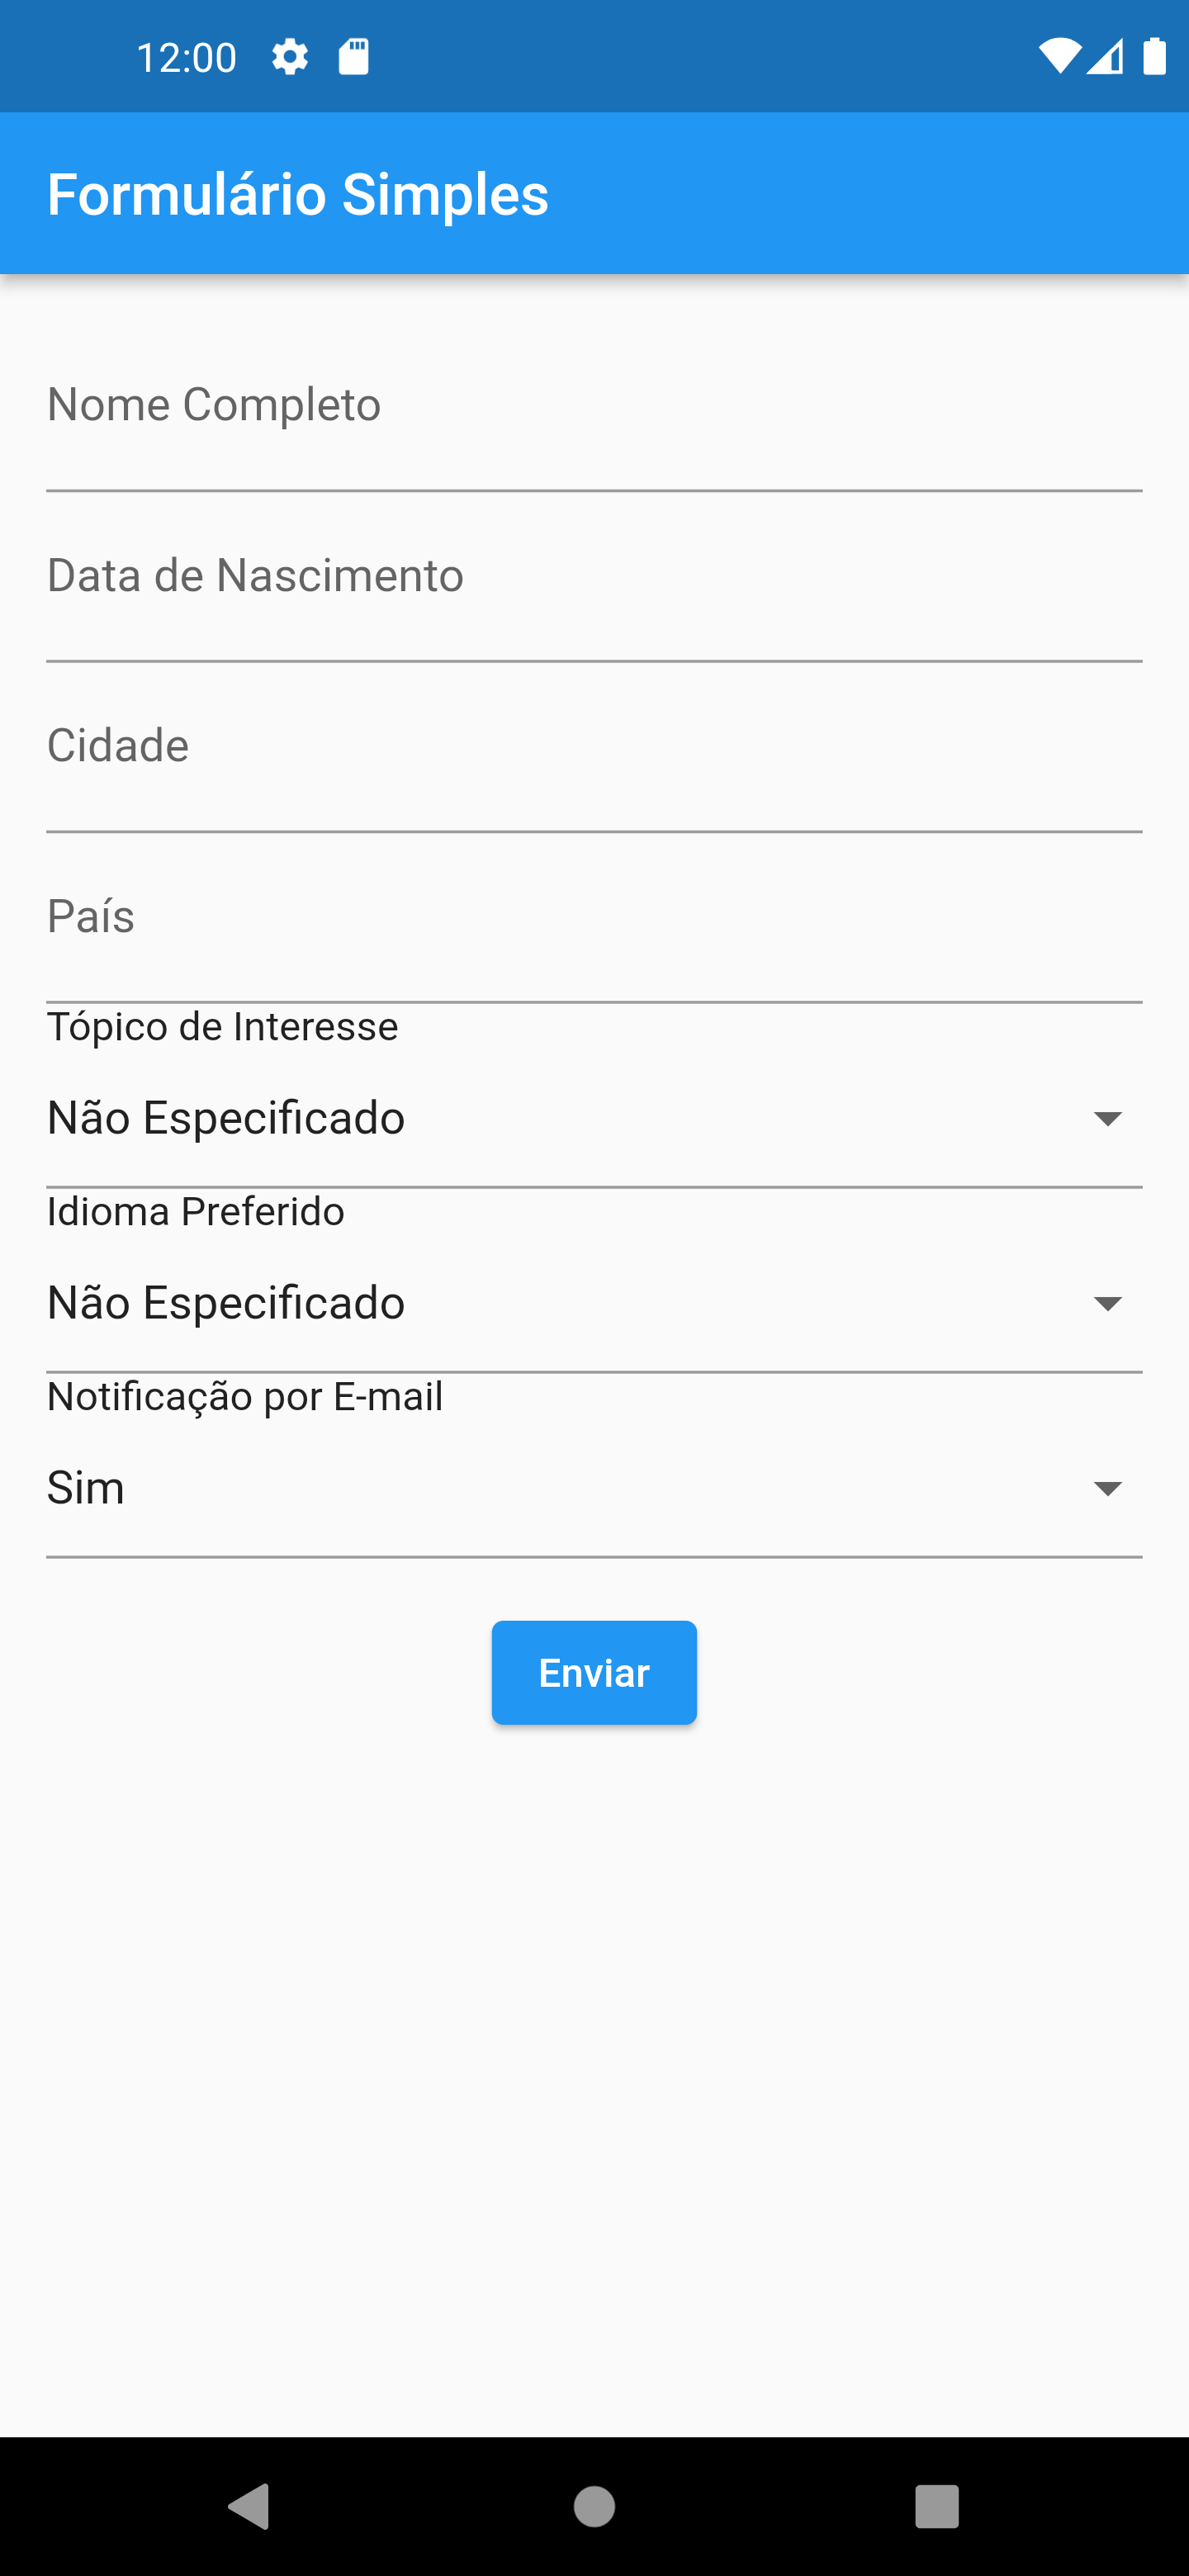 12:00
Formulário Simples
Nome Completo
Data de Nascimento
Cidade
País
Tópico de Interesse
Não Especificado
Idioma Preferido
Não Especificado
Notificação por E-mail
Sim
Enviar